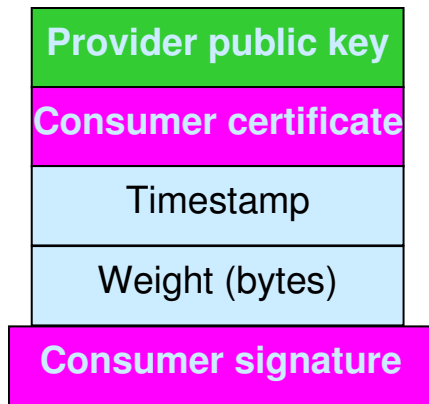 Provider public key
Consumer certificate
Timestamp
Weight (bytes)
Consumer signature